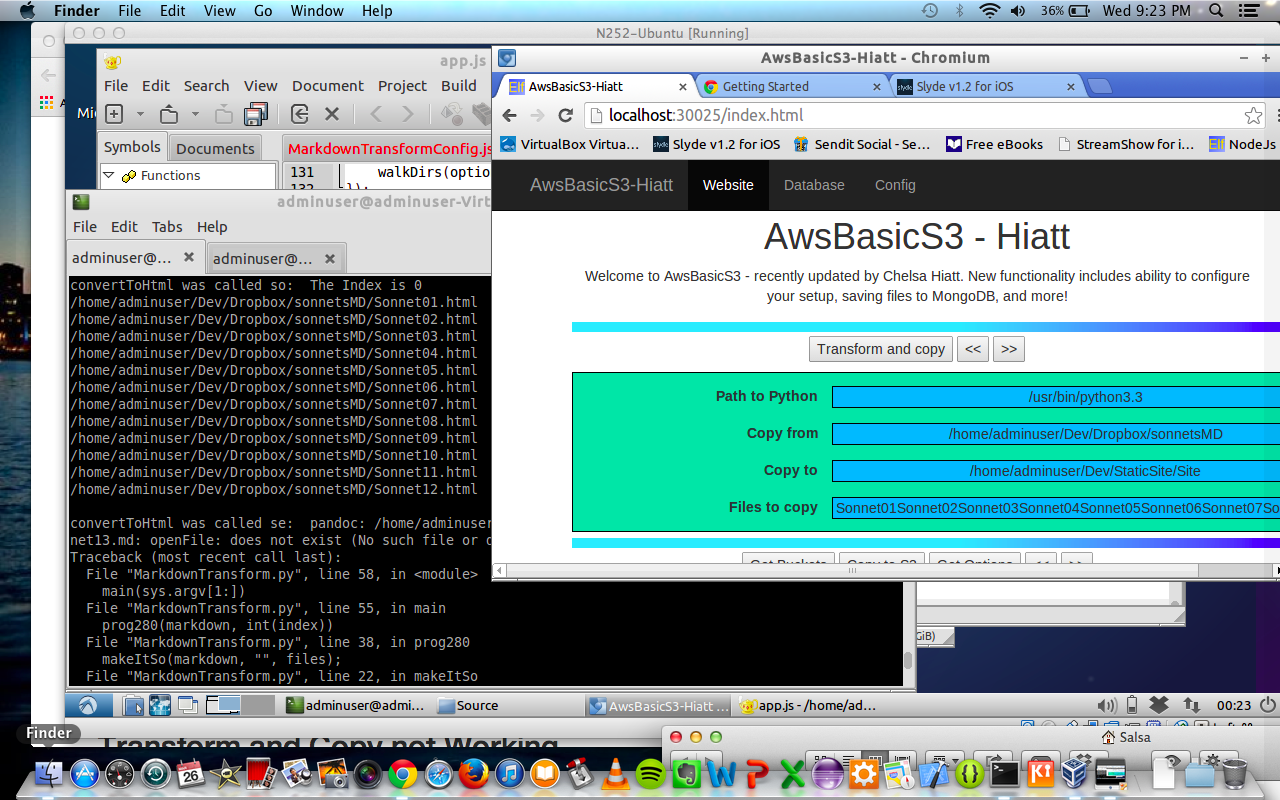 Finder File Edit View Go Window Help
36% Wed 9:23 PM
N252-Ubuntu [Running]
app.js
File Edit Search View Document Project Build
Symbols Documents
MarkdownTransformConfig.js
Functions
131 walkDirs(optio
132 });
adminuser@adminuser-Virt
File Edit Tabs Help
adminuser@... adminuser@...
convertToHtml was called so: The Index is 0
/home/adminuser/Dev/Dropbox/sonnetsMD/Sonnet01.html
/home/adminuser/Dev/Dropbox/sonnetsMD/Sonnet02.html
/home/adminuser/Dev/Dropbox/sonnetsMD/Sonnet03.html
/home/adminuser/Dev/Dropbox/sonnetsMD/Sonnet04.html
/home/adminuser/Dev/Dropbox/sonnetsMD/Sonnet05.html
/home/adminuser/Dev/Dropbox/sonnetsMD/Sonnet06.html
/home/adminuser/Dev/Dropbox/sonnetsMD/Sonnet07.html
/home/adminuser/Dev/Dropbox/sonnetsMD/Sonnet08.html
/home/adminuser/Dev/Dropbox/sonnetsMD/Sonnet09.html
/home/adminuser/Dev/Dropbox/sonnetsMD/Sonnet10.html
/home/adminuser/Dev/Dropbox/sonnetsMD/Sonnet11.html
/home/adminuser/Dev/Dropbox/sonnetsMD/Sonnet12.html
convertToHtml was called se: pandoc: /home/adminuser
net13.md: openFile: does not exist (No such file or d
Traceback (most recent call last):
File "MarkdownTransform.py", line 58, in <module>
main(sys.argv[1:])
File "MarkdownTransform.py", line 55, in main
prog280(markdown, int(index))
File "MarkdownTransform.py", line 38, in prog280
makeItSo(markdown, "", files);
File "MarkdownTransform.py", line 22, in makeItSo
AwsBasicS3-Hiatt - Chromium
AwsBasicS3-Hiatt Getting Started Slyde v1.2 for iOS
localhost:30025/index.html
VirtualBox Virtua... Slyde v1.2 for iOS Sendit Social - Se... Free eBooks StreamShow for i... NodeJs
AwsBasicS3-Hiatt Website Database Config
AwsBasicS3 - Hiatt
Welcome to AwsBasicS3 - recently updated by Chelsa Hiatt. New functionality includes ability to configure
your setup, saving files to MongoDB, and more!
Transform and copy << >>
Path to Python /usr/bin/python3.3
Copy from /home/adminuser/Dev/Dropbox/sonnetsMD
Copy to /home/adminuser/Dev/StaticSite/Site
Files to copy Sonnet01Sonnet02Sonnet03Sonnet04Sonnet05Sonnet06Sonnet07So
Get Buckets Copy to S3 Get Options << >>
GiB)
adminuser@admi... Source AwsBasicS3-Hiatt ... app.js - /home/ad... 00:23
Finder
Transform and Copy not Working
Salsa